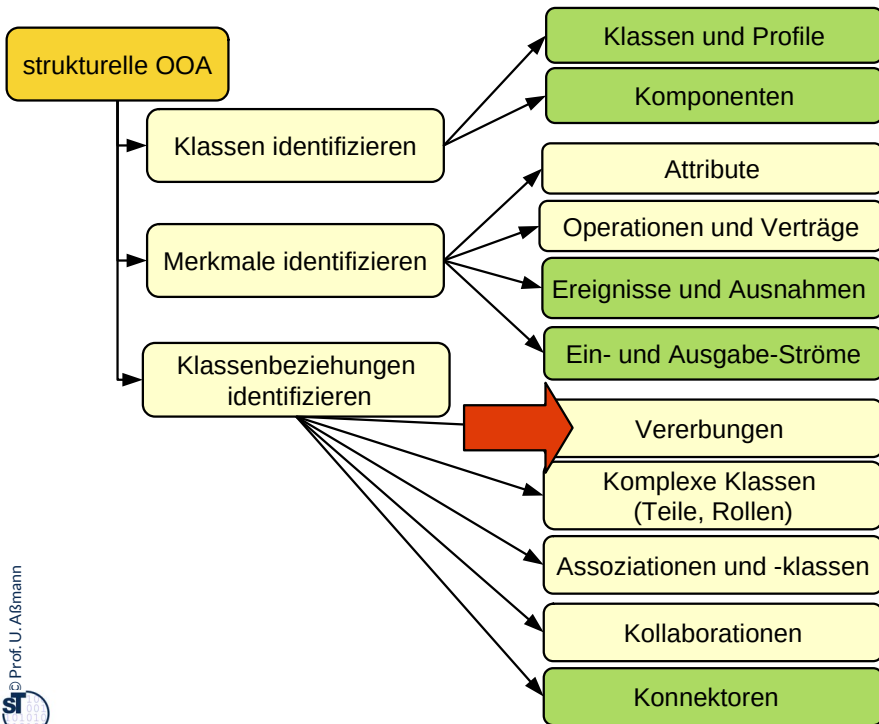 strukturelle OOA
Klassen identifizieren
Merkmale identifizieren
Klassenbeziehungen
identifizieren
Klassen und Profile
Komponenten
Attribute
Operationen und Verträge
Ereignisse und Ausnahmen
Ein- und Ausgabe-Ströme
Vererbungen
Komplexe Klassen
(Teile, Rollen)
Assoziationen und -klassen
Kollaborationen
Konnektoren
© Prof. U. Aßmann
ST